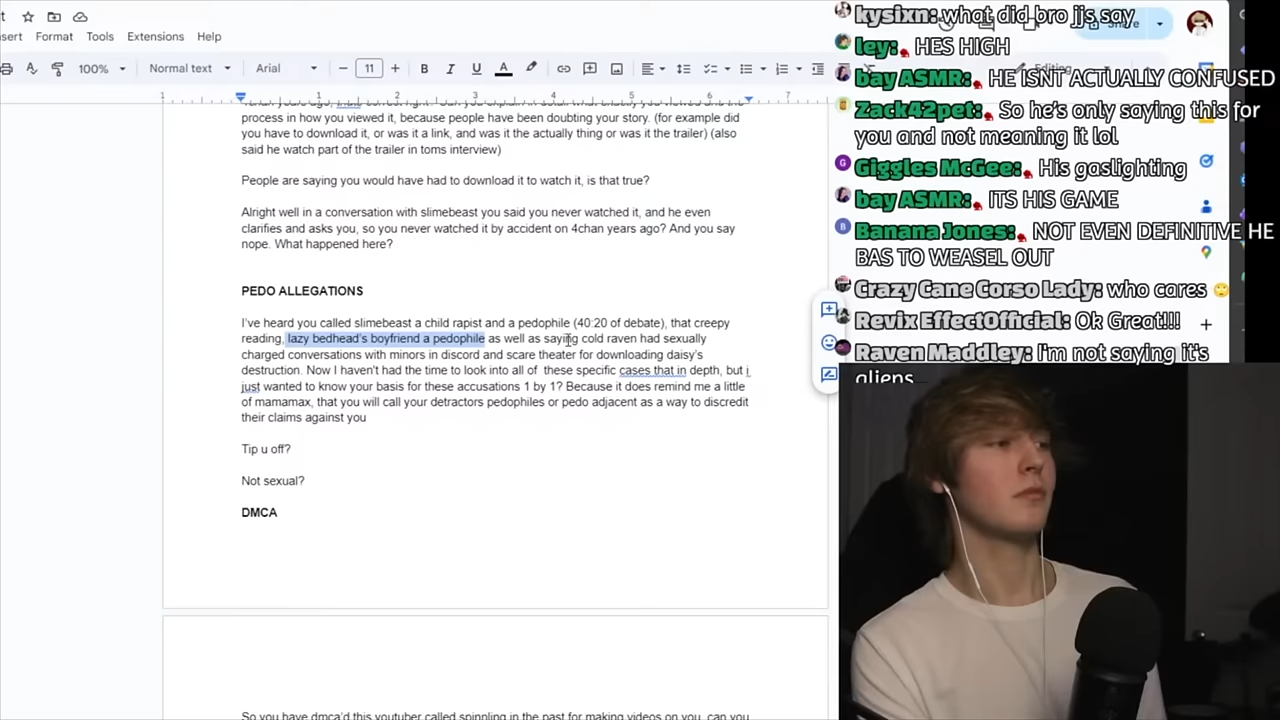 Format Tools Extensions Help
100% Normal text Arial 11 B I U A
Editing
Share
1 1 2 3 4 5 6 7
process in how you viewed it, because people have been doubting your story. (for example did
you have to download it, or was it a link, and was it the actually thing or was it the trailer) (also
said he watch part of the trailer in toms interview)
People are saying you would have had to download it to watch it, is that true?
Alright well in a conversation with slimebeast you said you never watched it, and he even
clarifies and asks you, so you never watched it by accident on 4chan years ago? And you say
nope. What happened here?
PEDO ALLEGATIONS
I've heard you called slimebeast a child rapist and a pedophile (40:20 of debate), that creepy
reading, lazy bedhead's boyfriend a pedophile as well as saying cold raven had sexually
charged conversations with minors in discord and scare theater for downloading daisy's
destruction. Now I haven't had the time to look into all of these specific cases that in depth, but i
just wanted to know your basis for these accusations 1 by 1? Because it does remind me a little
of mamamax, that you will call your detractors pedophiles or pedo adjacent as a way to discredit
their claims against you
Tip u off?
Not sexual?
DMCA
So you have dmca'd this youtuber called spinnling in the past for making videos on you, can you
kysixn: what did bro jjs say
ley: HES HIGH
bay ASMR: HE ISNT ACTUALLY CONFUSED
Zack42pet: So he's only saying this for
you and not meaning it lol
Giggles McGee: His gaslighting
bay ASMR: ITS HIS GAME
Banana Jones: NOT EVEN DEFINITIVE HE
BAS TO WEASEL OUT
Crazy Cane Corso Lady: who cares 🙄
Revix EffectOfficial: Ok Great!!!
Raven Maddley: I'm not saying it's
aliens